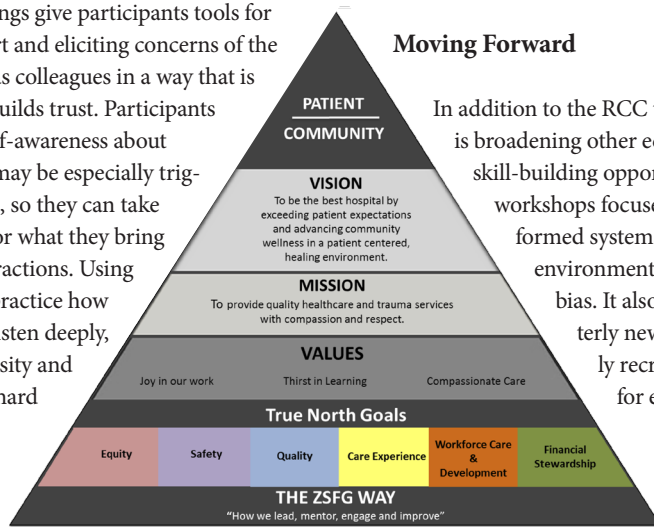 ngs give participants tools for
rt and eliciting concerns of the
as colleagues in a way that is
uilds trust. Participants
f-awareness about
may be especially trig-
, so they can take
or what they bring
ractions. Using
practice how
sten deeply,
sity and
hard
PATIENT
COMMUNITY
VISION
To be the best hospital by
exceeding patient expectations
and advancing community
wellness in a patient centered,
healing environment.
MISSION
To provide quality healthcare and trauma services
with compassion and respect.
VALUES
Joy in our work Thirst in Learning Compassionate Care
True North Goals
Equity Safety Quality Care Experience Workforce Care
&
Development Financial
Stewardship
THE ZSFG WAY
“How we lead, mentor, engage and improve”
Moving Forward
In addition to the RCC
is broadening other e
skill-building oppor
workshops focuse
formed system
environment
bias. It also
terly new
ly recr
for e